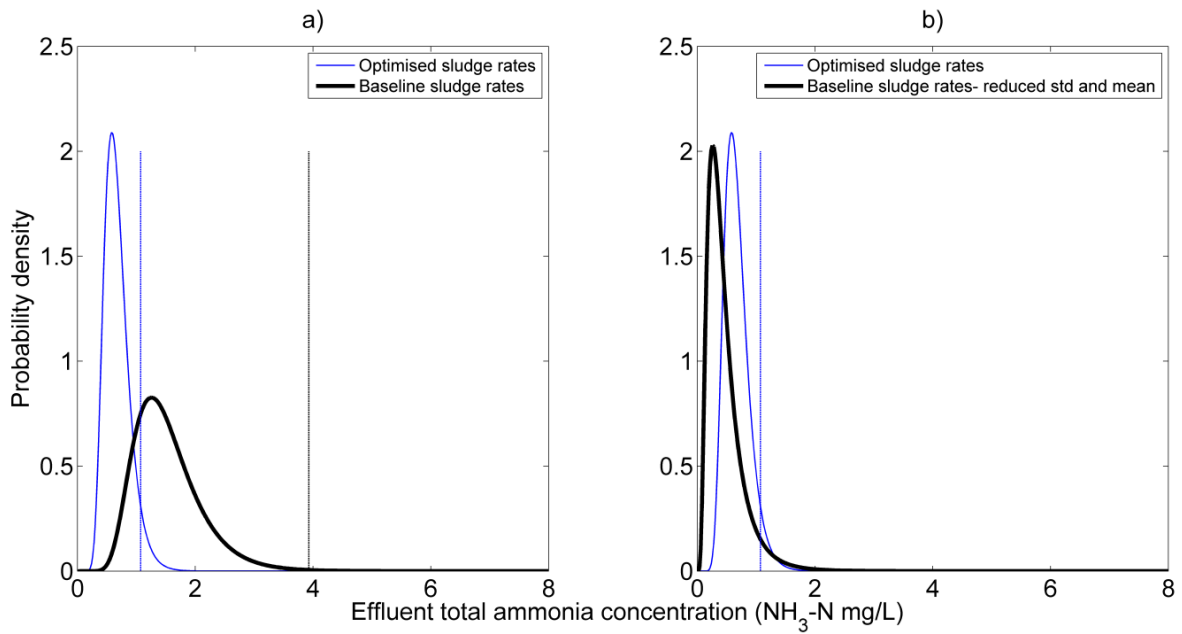 a)
b)
2.5
2
1.5
1
0.5
0
0 2 4 6 8
Optimised sludge rates
Baseline sludge rates
2.5
2
1.5
1
0.5
0
0 2 4 6 8
Optimised sludge rates
Baseline sludge rates- reduced std and mean
Probability density
Effluent total ammonia concentration (NH3-N mg/L)